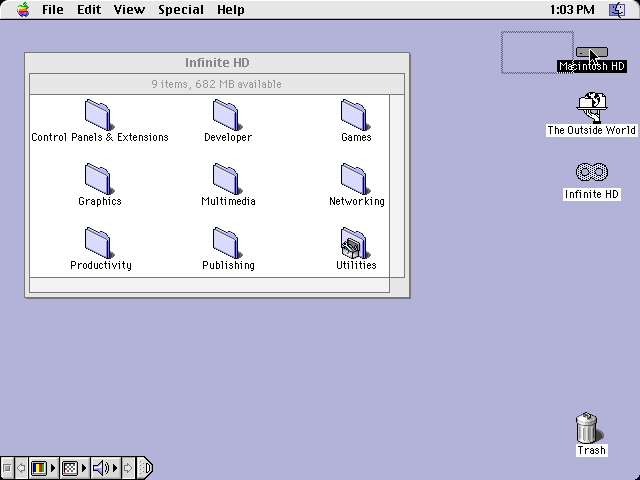 File Edit View Special Help 1:03 PM
Infinite HD
9 items, 682 MB available
Control Panels & Extensions Developer Games
Graphics Multimedia Networking
Productivity Publishing Utilities
Macintosh HD
The Outside World
Infinite HD
Trash